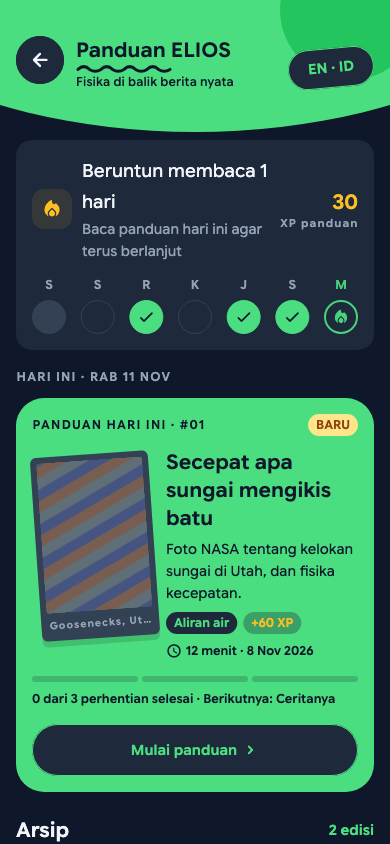 Panduan ELIOS
Fisika di balik berita nyata
EN · ID
Beruntun membaca 1
hari
Baca panduan hari ini agar
terus berlanjut
30
XP panduan
S S R K J S M
HARI INI · RAB 11 NOV
PANDUAN HARI INI · #01
BARU
Secepat apa
sungai mengikis
batu
Foto NASA tentang kelokan
sungai di Utah, dan fisika
kecepatan.
Goosenecks, Ut…
Aliran air
+60 XP
12 menit · 8 Nov 2026
0 dari 3 perhentian selesai · Berikutnya: Ceritanya
Mulai panduan
Arsip
2 edisi